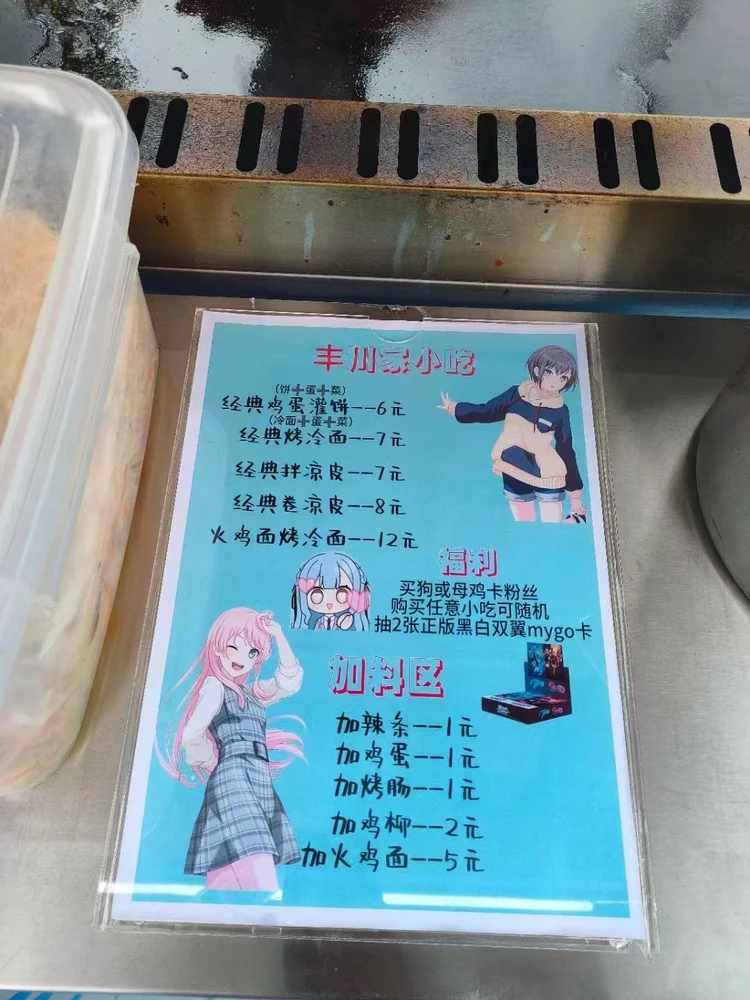 丰川家小吃
(饼➕蛋➕菜)
经典鸡蛋灌饼--6元
(冷面➕蛋➕菜)
经典烤冷面--7元
经典拌凉皮--7元
经典卷凉皮--8元
火鸡面烤冷面--12元
福利
买狗或母鸡卡粉丝
购买任意小吃可随机
抽2张正版黑白双翼mygo卡
加料区
加辣条--1元
加鸡蛋--1元
加烤肠--1元
加鸡柳--2元
加火鸡面--5元